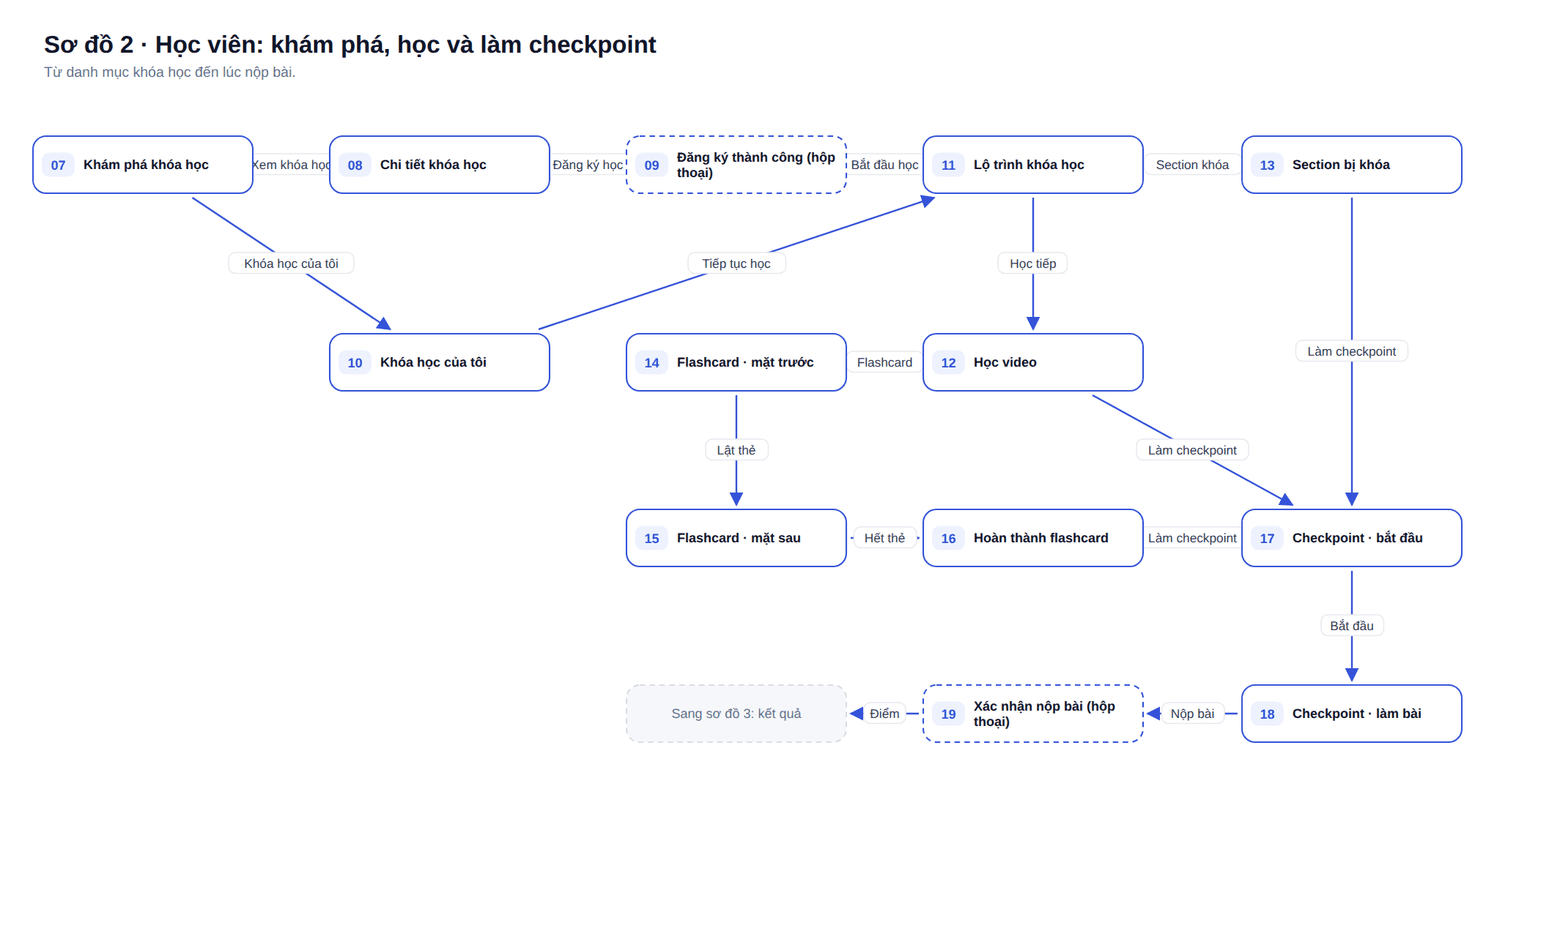 Sơ đồ 2 · Học viên: khám phá, học và làm checkpoint
Từ danh mục khóa học đến lúc nộp bài.
07 Khám phá khóa học
Xem khóa học
08 Chi tiết khóa học
Đăng ký học
09 Đăng ký thành công (hộp
thoại)
Bắt đầu học
11 Lộ trình khóa học
Section khóa
13 Section bị khóa
Khóa học của tôi
Tiếp tục học
Học tiếp
Làm checkpoint
10 Khóa học của tôi
14 Flashcard · mặt trước
Flashcard
12 Học video
Lật thẻ
Làm checkpoint
15 Flashcard · mặt sau
Hết thẻ
16 Hoàn thành flashcard
Làm checkpoint
17 Checkpoint · bắt đầu
Bắt đầu
Sang sơ đồ 3: kết quả
Điểm
19 Xác nhận nộp bài (hộp
thoại)
Nộp bài
18 Checkpoint · làm bài